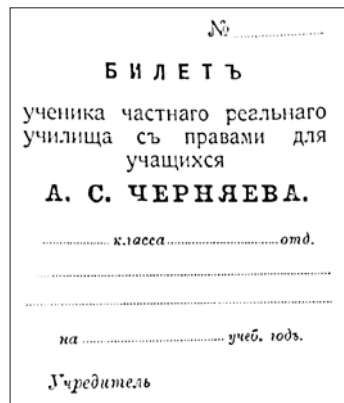 №
БИЛЕТЪ
ученика частнаго реальнаго
училища съ правами для
учащихся
А. С. ЧЕРНЯЕВА.
класса отд.
на учеб. годъ.
Учредитель